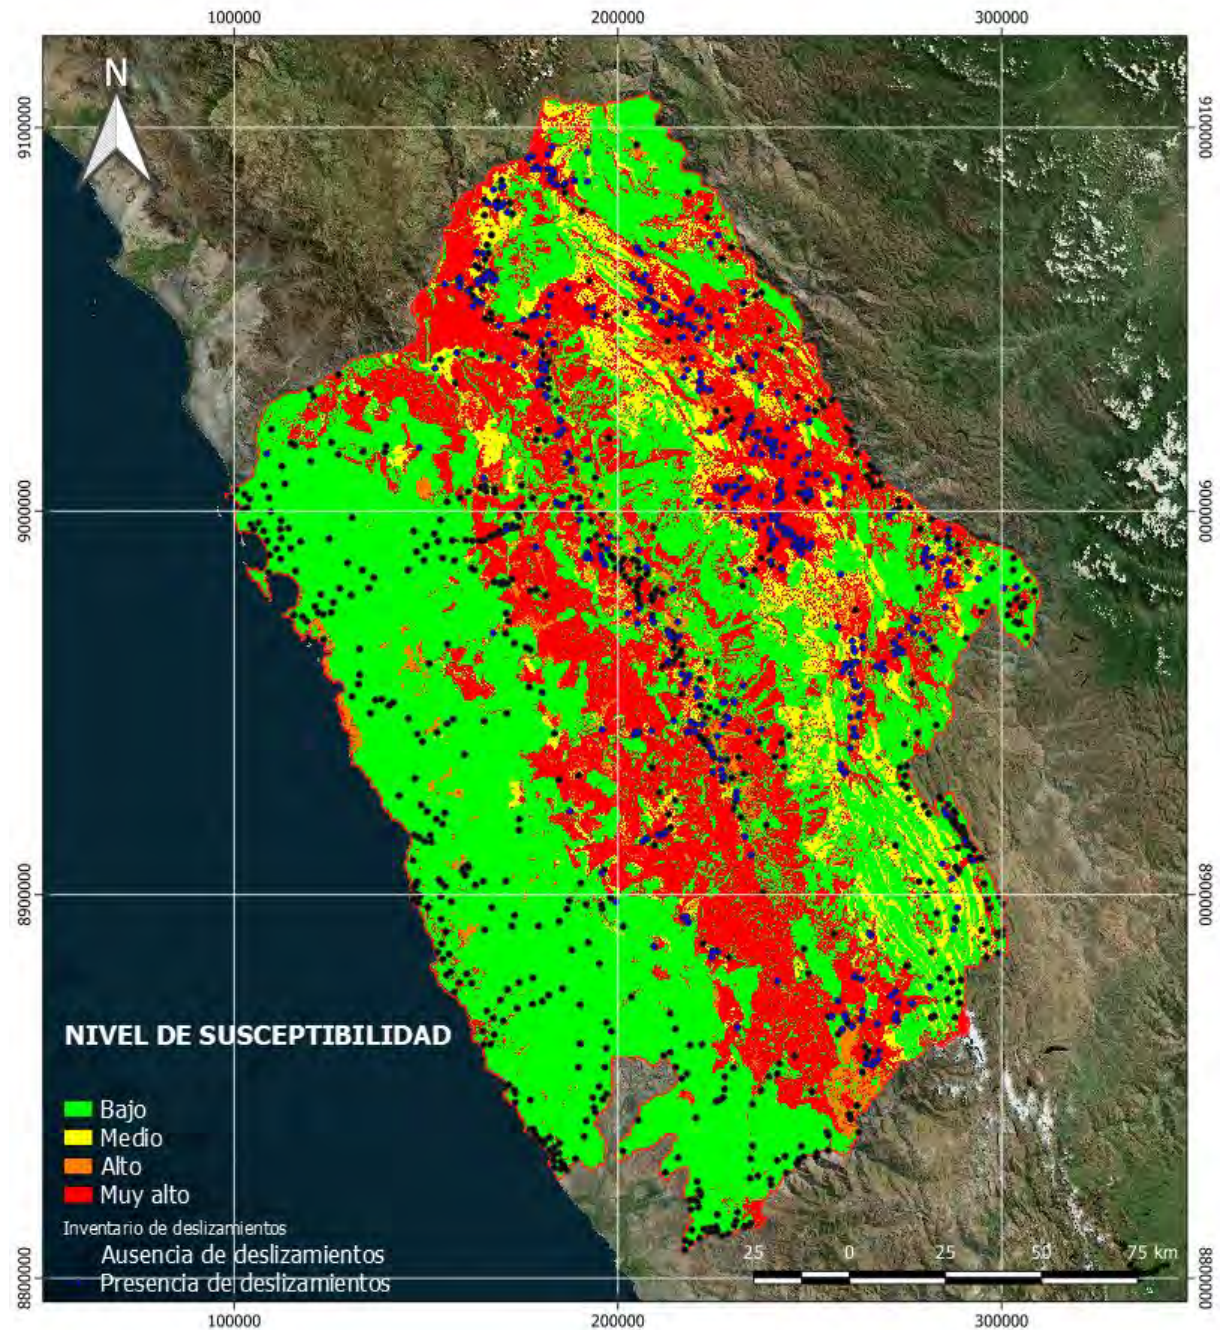 100000 200000 300000
N
9100000 9100000
9000000 9000000
8900000 8900000
NIVEL DE SUSCEPTIBILIDAD
Bajo
Medio
Alto
Muy alto
Inventario de deslizamientos
Ausencia de deslizamientos
Presencia de deslizamientos
25 0 25 50 75 km
8800000 8800000
100000 200000 300000